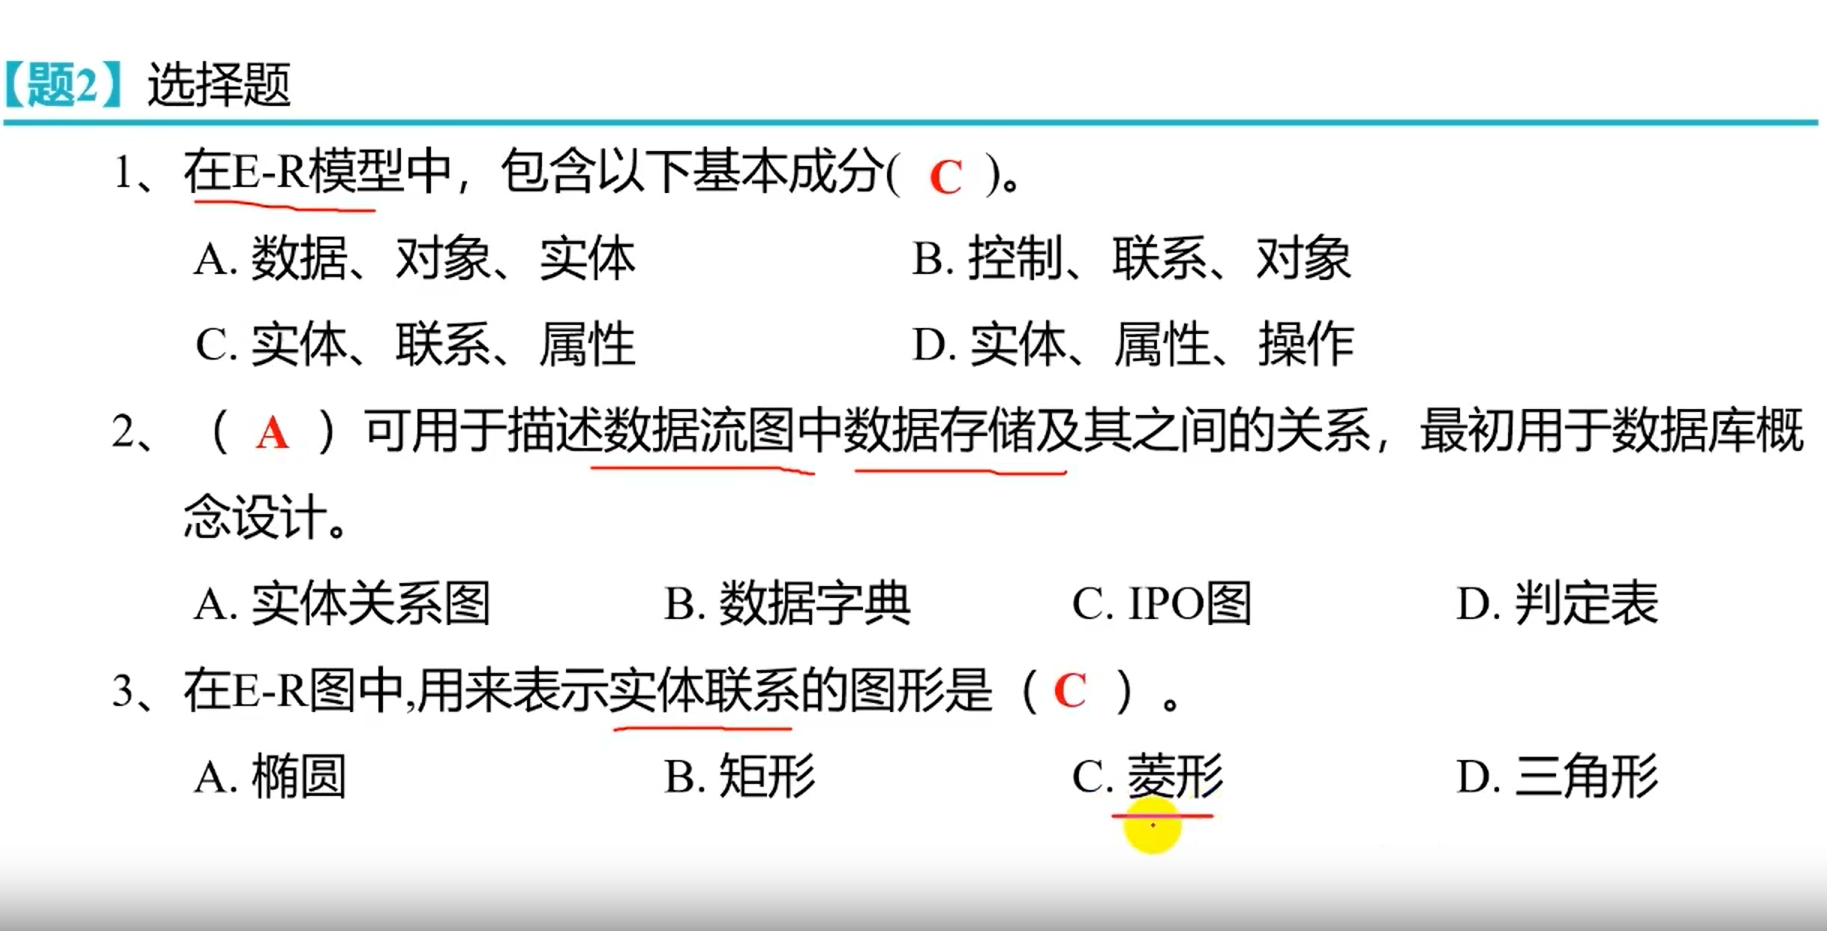 【题2】选择题
1、在E-R模型中，包含以下基本成分( C )。
A. 数据、对象、实体 B. 控制、联系、对象
C. 实体、联系、属性 D. 实体、属性、操作
2、（ A ）可用于描述数据流图中数据存储及其之间的关系，最初用于数据库概
念设计。
A. 实体关系图 B. 数据字典 C. IPO图 D. 判定表
3、在E-R图中,用来表示实体联系的图形是（ C ）。
A. 椭圆 B. 矩形 C. 菱形 D. 三角形